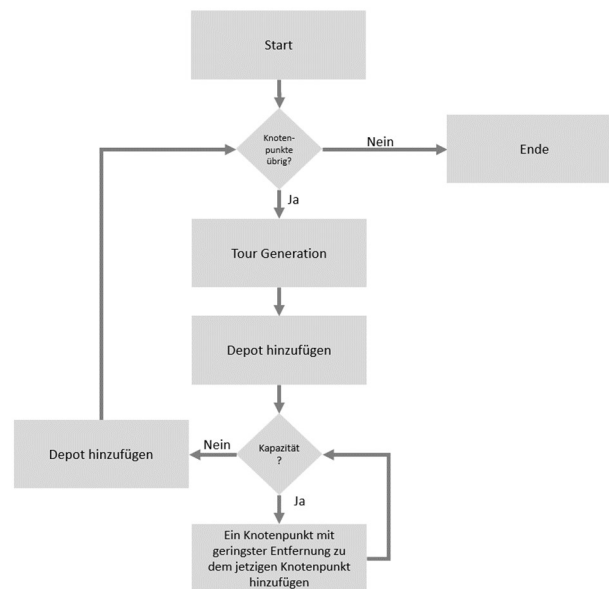 Start
Knoten-
punkte
übrig?
Nein
Ende
Ja
Tour Generation
Depot hinzufügen
Kapazität
?
Nein
Depot hinzufügen
Ja
Ein Knotenpunkt mit
geringster Entfernung zu
dem jetzigen Knotenpunkt
hinzufügen